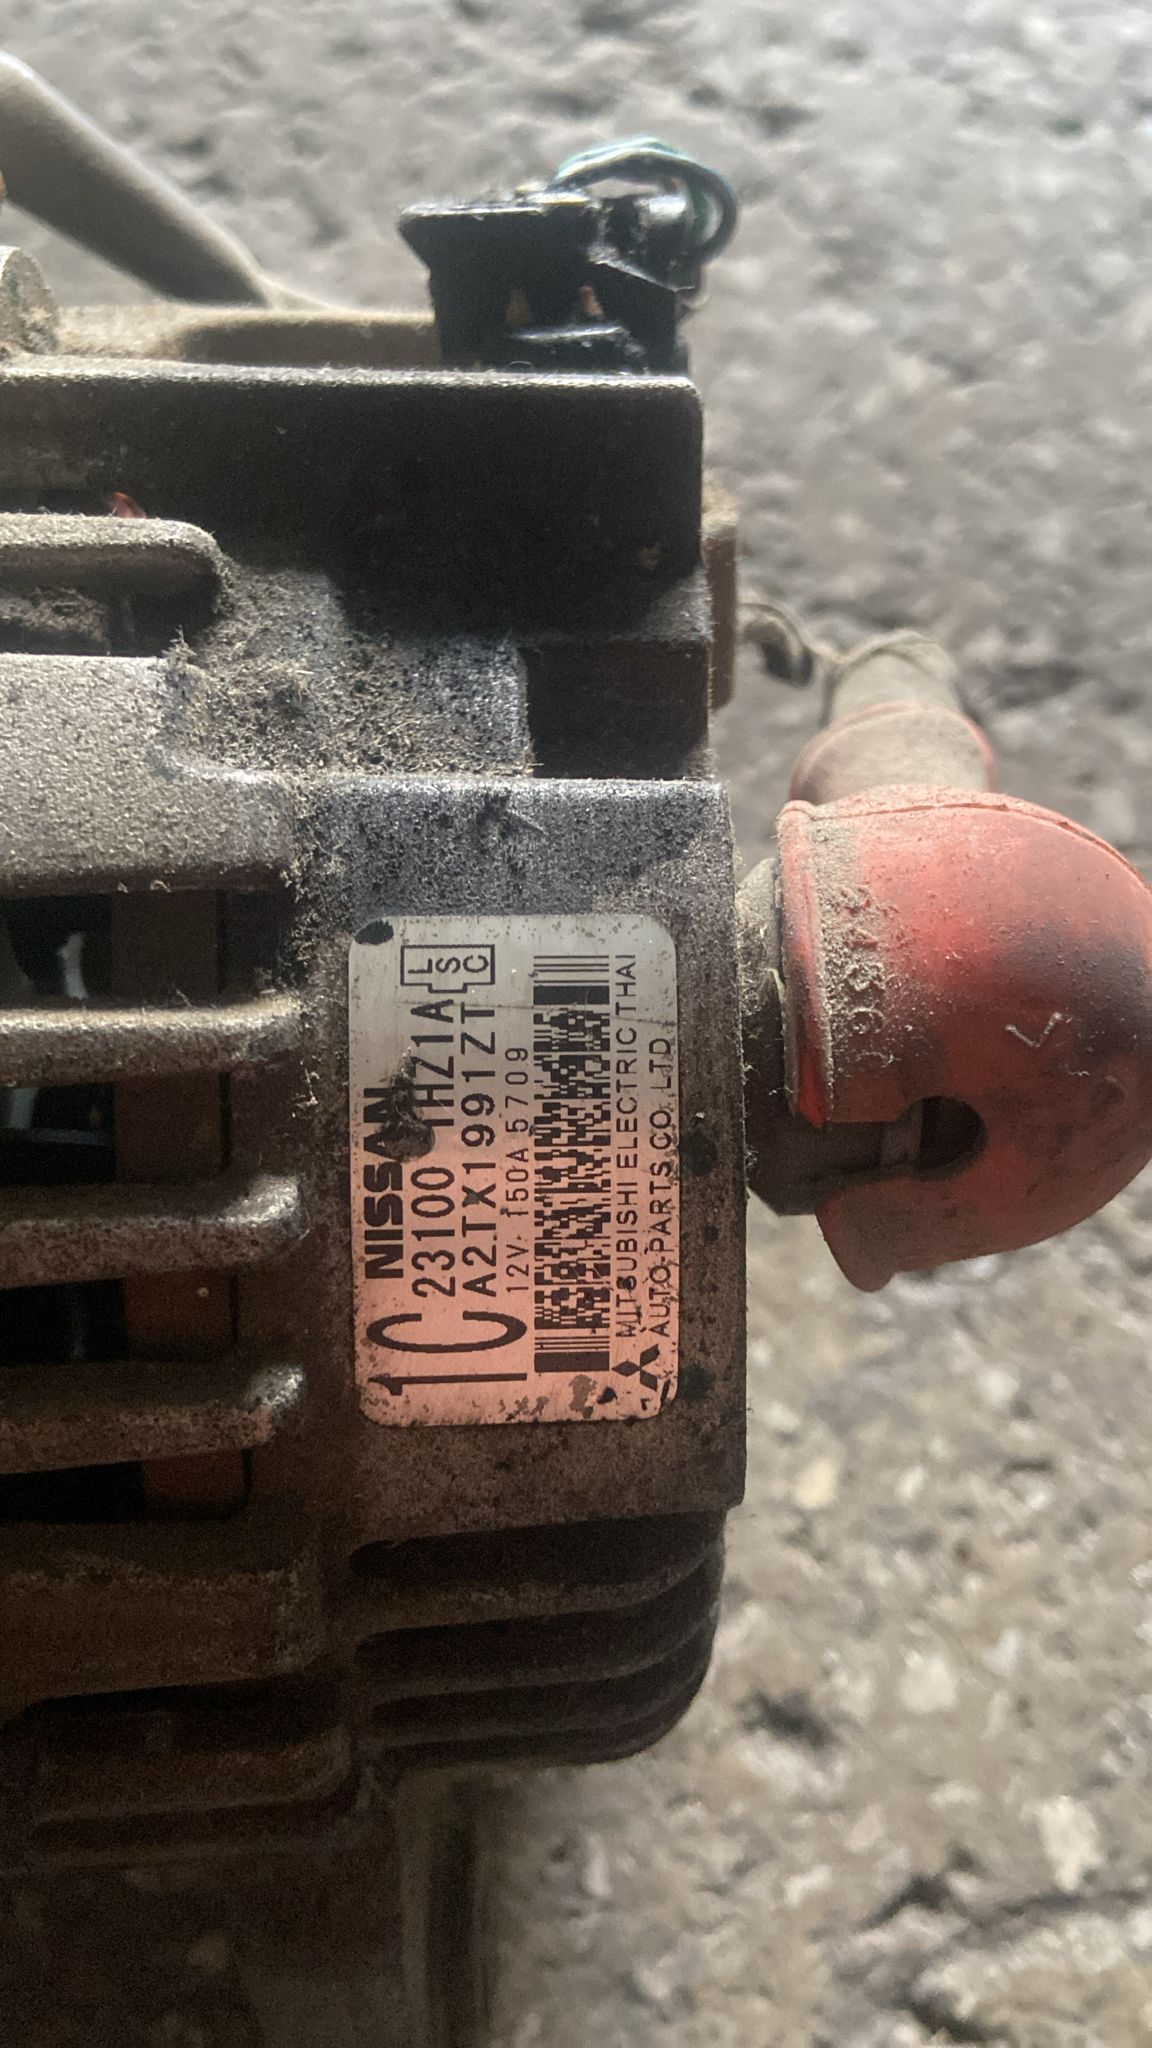 1C
NISSAN
23100 1HZ1A
A2TX1991ZT
L
S
C
12V 150A 5709
MITSUBISHI ELECTRIC THAI
AUTO-PARTS CO.,LTD.